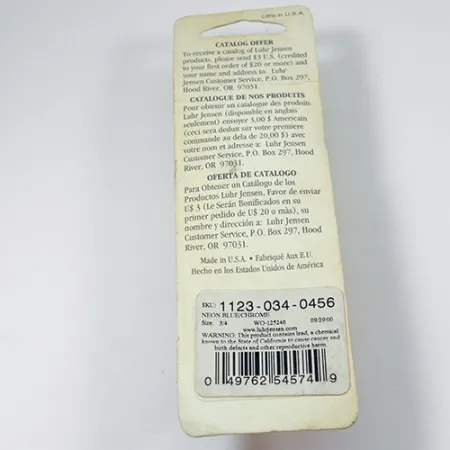 Litho in U.S.A.
CATALOG OFFER
To receive a catalog of Luhr Jensen
products, please send $3 U.S. (credited
to your first order of $20 or more) and
your name and address to: Luhr
Jensen Customer Service, P.O. Box 297,
Hood River, OR 97031.
CATALOGUE DE NOS PRODUITS
Pour obtenir un catalogue des produits
Luhr Jensen (disponible en anglais
seulement) envoyer 3,00 $ Americain
(ceci sera deduit sur votre premiere
commande au dela de 20,00 $) avec
votre nom et adresse a: Luhr Jensen
Customer Service, P.O. Box 297, Hood
River, OR 97031.
OFERTA DE CATALOGO
Para Obtener un Catálogo de los
Productos Luhr Jensen, Favor de enviar
U$ 3 (Le Serán Bonificados en su
primer pedido de U$ 20 o más), su
nombre y dirección a: Luhr Jensen
Customer Service, P.O. Box 297, Hood
River, OR 97031.
Made in U.S.A. • Fabriqué Aux E.U.
Hecho en los Estados Unidos de América
SKU: 1123-034-0456
NEON BLUE/CHROME
Size: 3/4 WO-125246 09/29/00
www.luhrjensen.com
WARNING: This product contains lead, a chemical
known to the State of California to cause cancer and
birth defects and other reproductive harm.
0 49762 54574 9